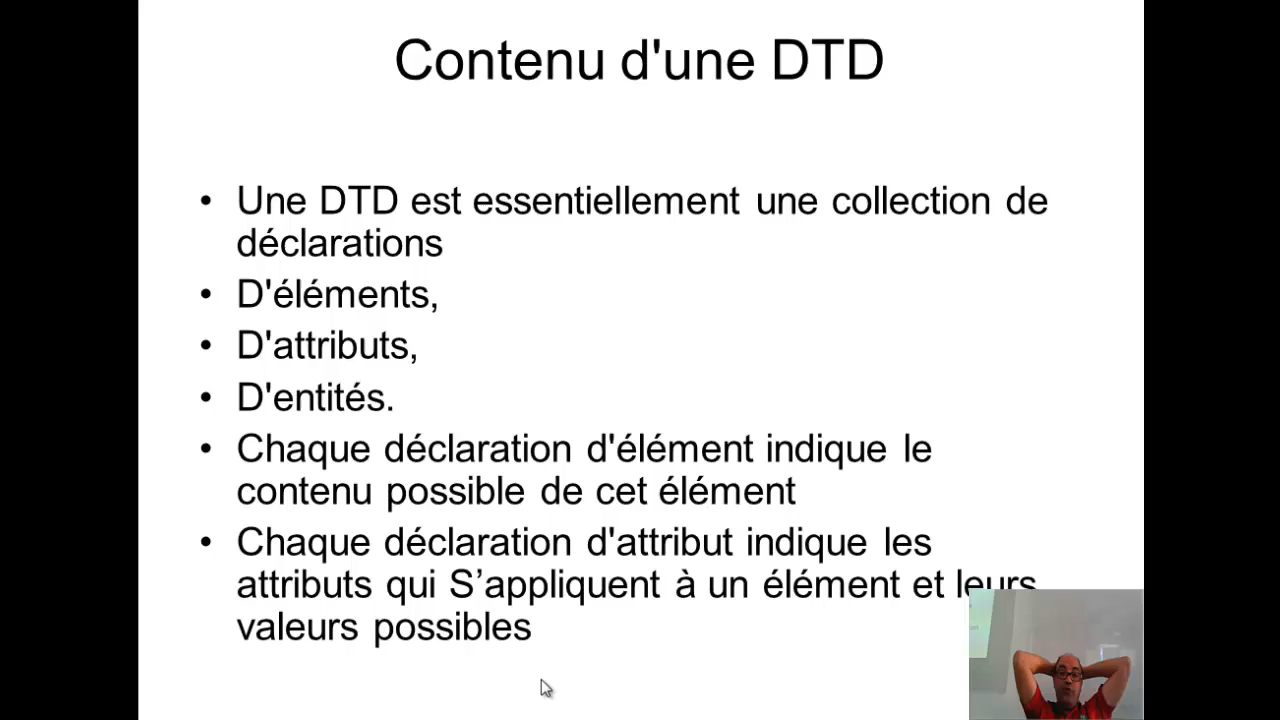 Contenu d'une DTD
• Une DTD est essentiellement une collection de
déclarations
• D'éléments,
• D'attributs,
• D'entités.
• Chaque déclaration d'élément indique le
contenu possible de cet élément
• Chaque déclaration d'attribut indique les
attributs qui S’appliquent à un élément et leurs
valeurs possibles